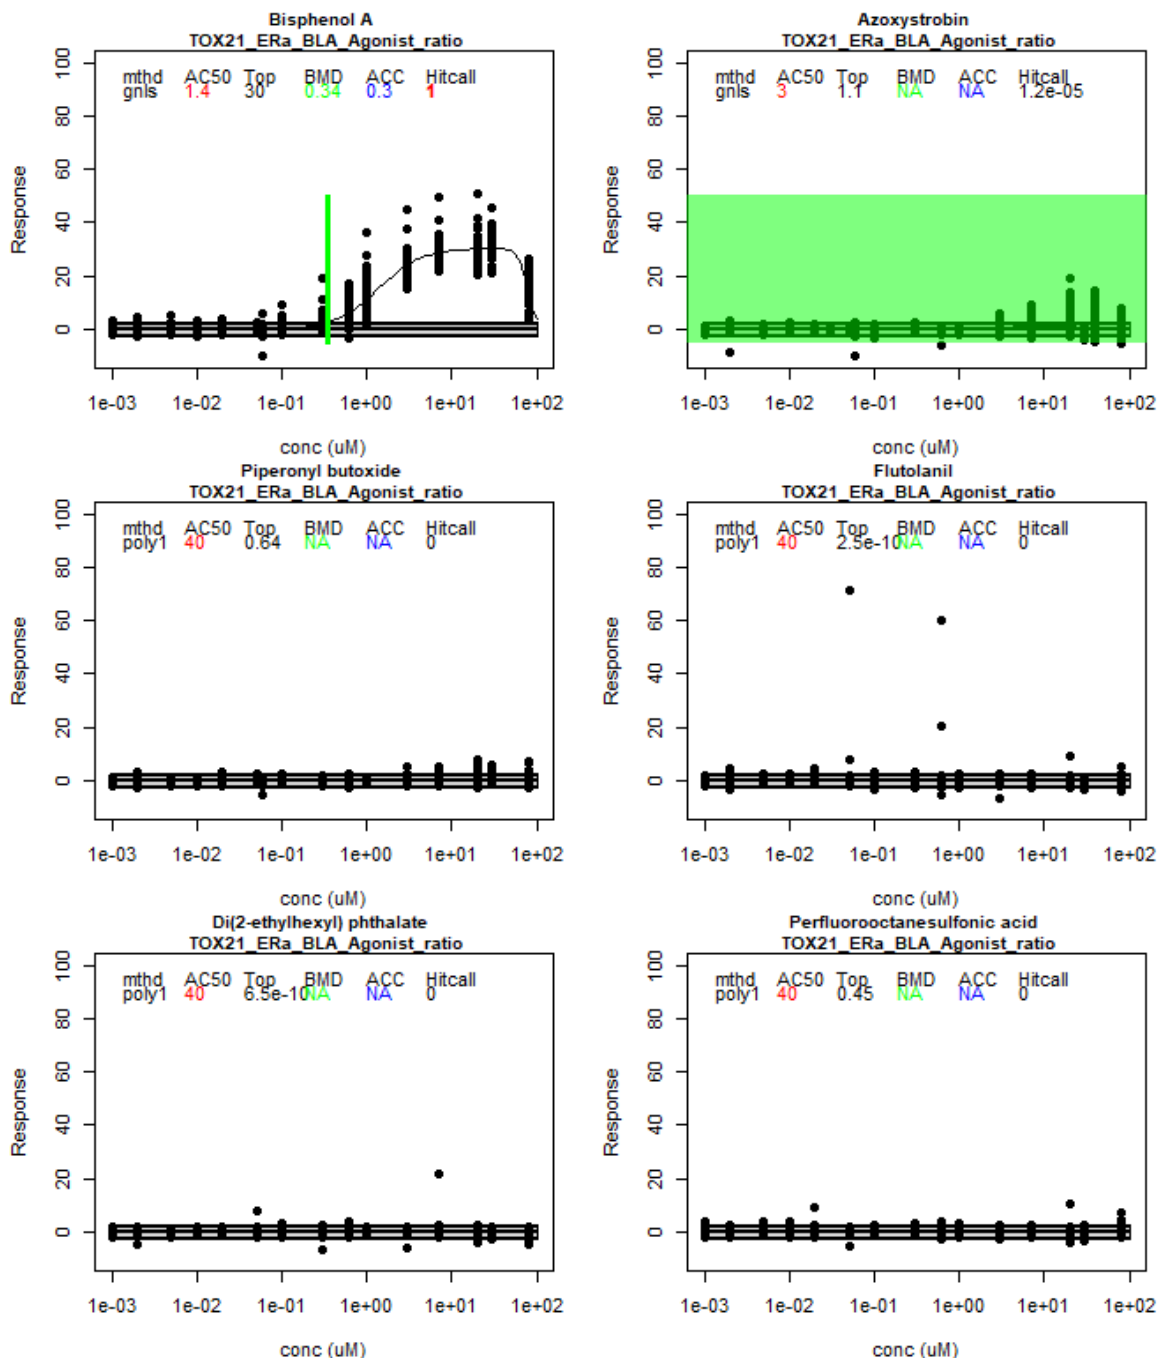 Bisphenol A
TOX21_ERa_BLA_Agonist_ratio
mthd AC50 Top BMD ACC Hitcall
gnls 1.4 30 0.34 0.3 1
Response
0 20 40 60 80 100
1e-03 1e-02 1e-01 1e+00 1e+01 1e+02
conc (uM)
Azoxystrobin
TOX21_ERa_BLA_Agonist_ratio
mthd AC50 Top BMD ACC Hitcall
gnls 3 1.1 NA NA 1.2e-05
Response
0 20 40 60 80 100
1e-03 1e-02 1e-01 1e+00 1e+01 1e+02
conc (uM)
Piperonyl butoxide
TOX21_ERa_BLA_Agonist_ratio
mthd AC50 Top BMD ACC Hitcall
poly1 40 0.64 NA NA 0
Response
0 20 40 60 80 100
1e-03 1e-02 1e-01 1e+00 1e+01 1e+02
conc (uM)
Flutolanil
TOX21_ERa_BLA_Agonist_ratio
mthd AC50 Top BMD ACC Hitcall
poly1 40 2.5e-10 NA NA 0
Response
0 20 40 60 80 100
1e-03 1e-02 1e-01 1e+00 1e+01 1e+02
conc (uM)
Di(2-ethylhexyl) phthalate
TOX21_ERa_BLA_Agonist_ratio
mthd AC50 Top BMD ACC Hitcall
poly1 40 6.5e-10 NA NA 0
Response
0 20 40 60 80 100
1e-03 1e-02 1e-01 1e+00 1e+01 1e+02
conc (uM)
Perfluorooctanesulfonic acid
TOX21_ERa_BLA_Agonist_ratio
mthd AC50 Top BMD ACC Hitcall
poly1 40 0.45 NA NA 0
Response
0 20 40 60 80 100
1e-03 1e-02 1e-01 1e+00 1e+01 1e+02
conc (uM)